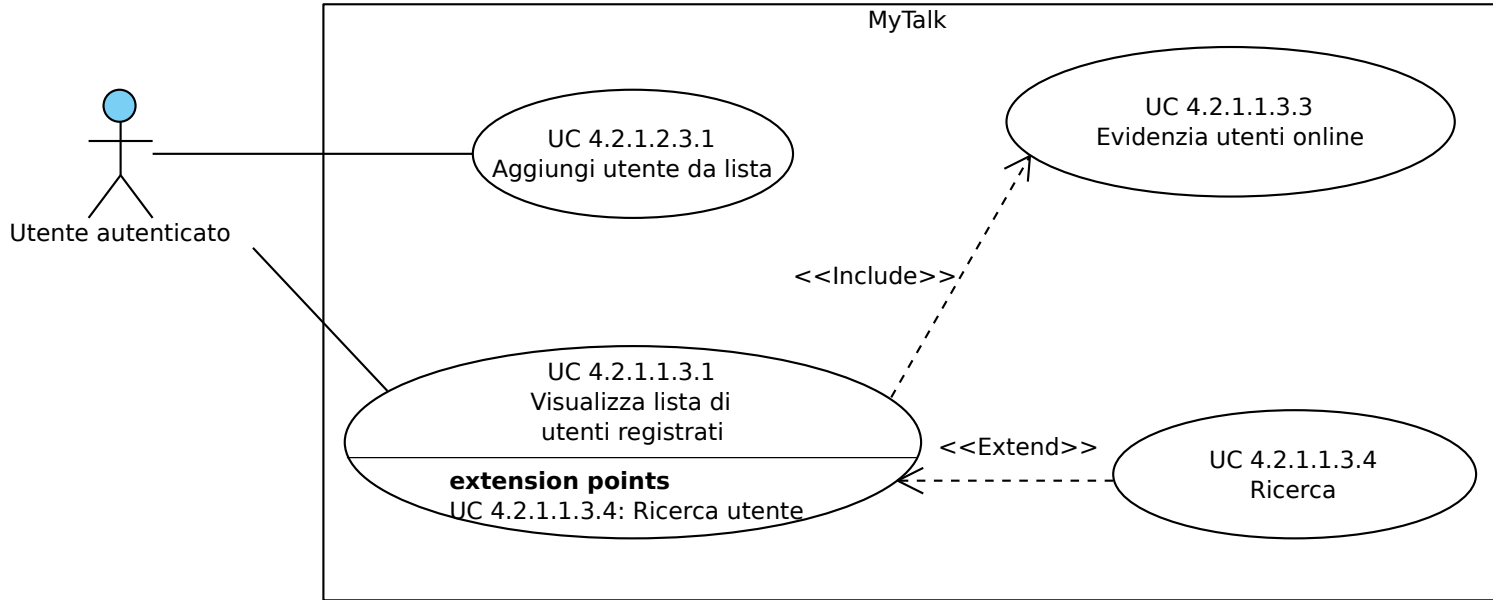 MyTalk
UC 4.2.1.1.3.3
Evidenzia utenti online
UC 4.2.1.2.3.1
Aggiungi utente da lista
Utente autenticato
<<Include>>
UC 4.2.1.1.3.1
Visualizza lista di
utenti registrati
<<Extend>>
UC 4.2.1.1.3.4
Ricerca
extension points
UC 4.2.1.1.3.4: Ricerca utente